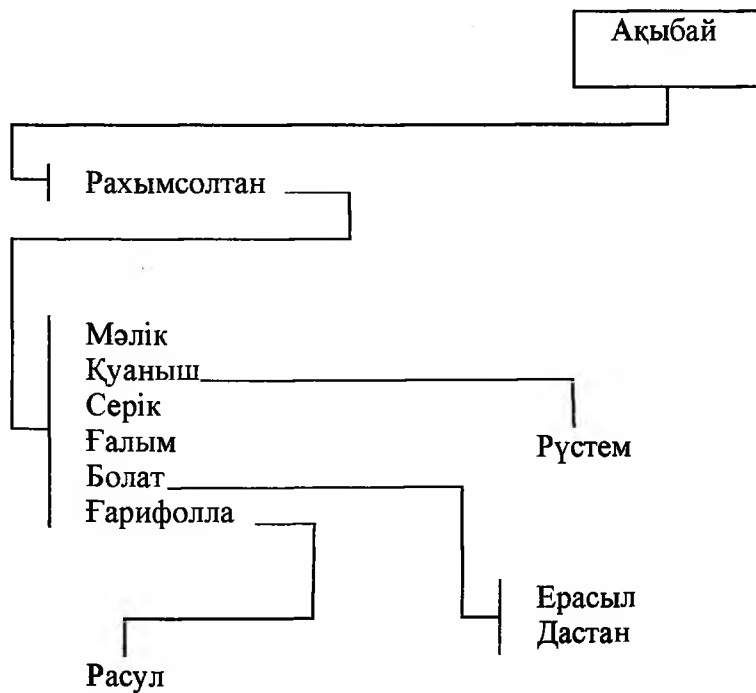 Ақыбай
Рахымсолтан
Мәлік
Қуаныш
Серік
Ғалым
Болат
Ғарифолла
Рүстем
Ерасыл
Дастан
Расул